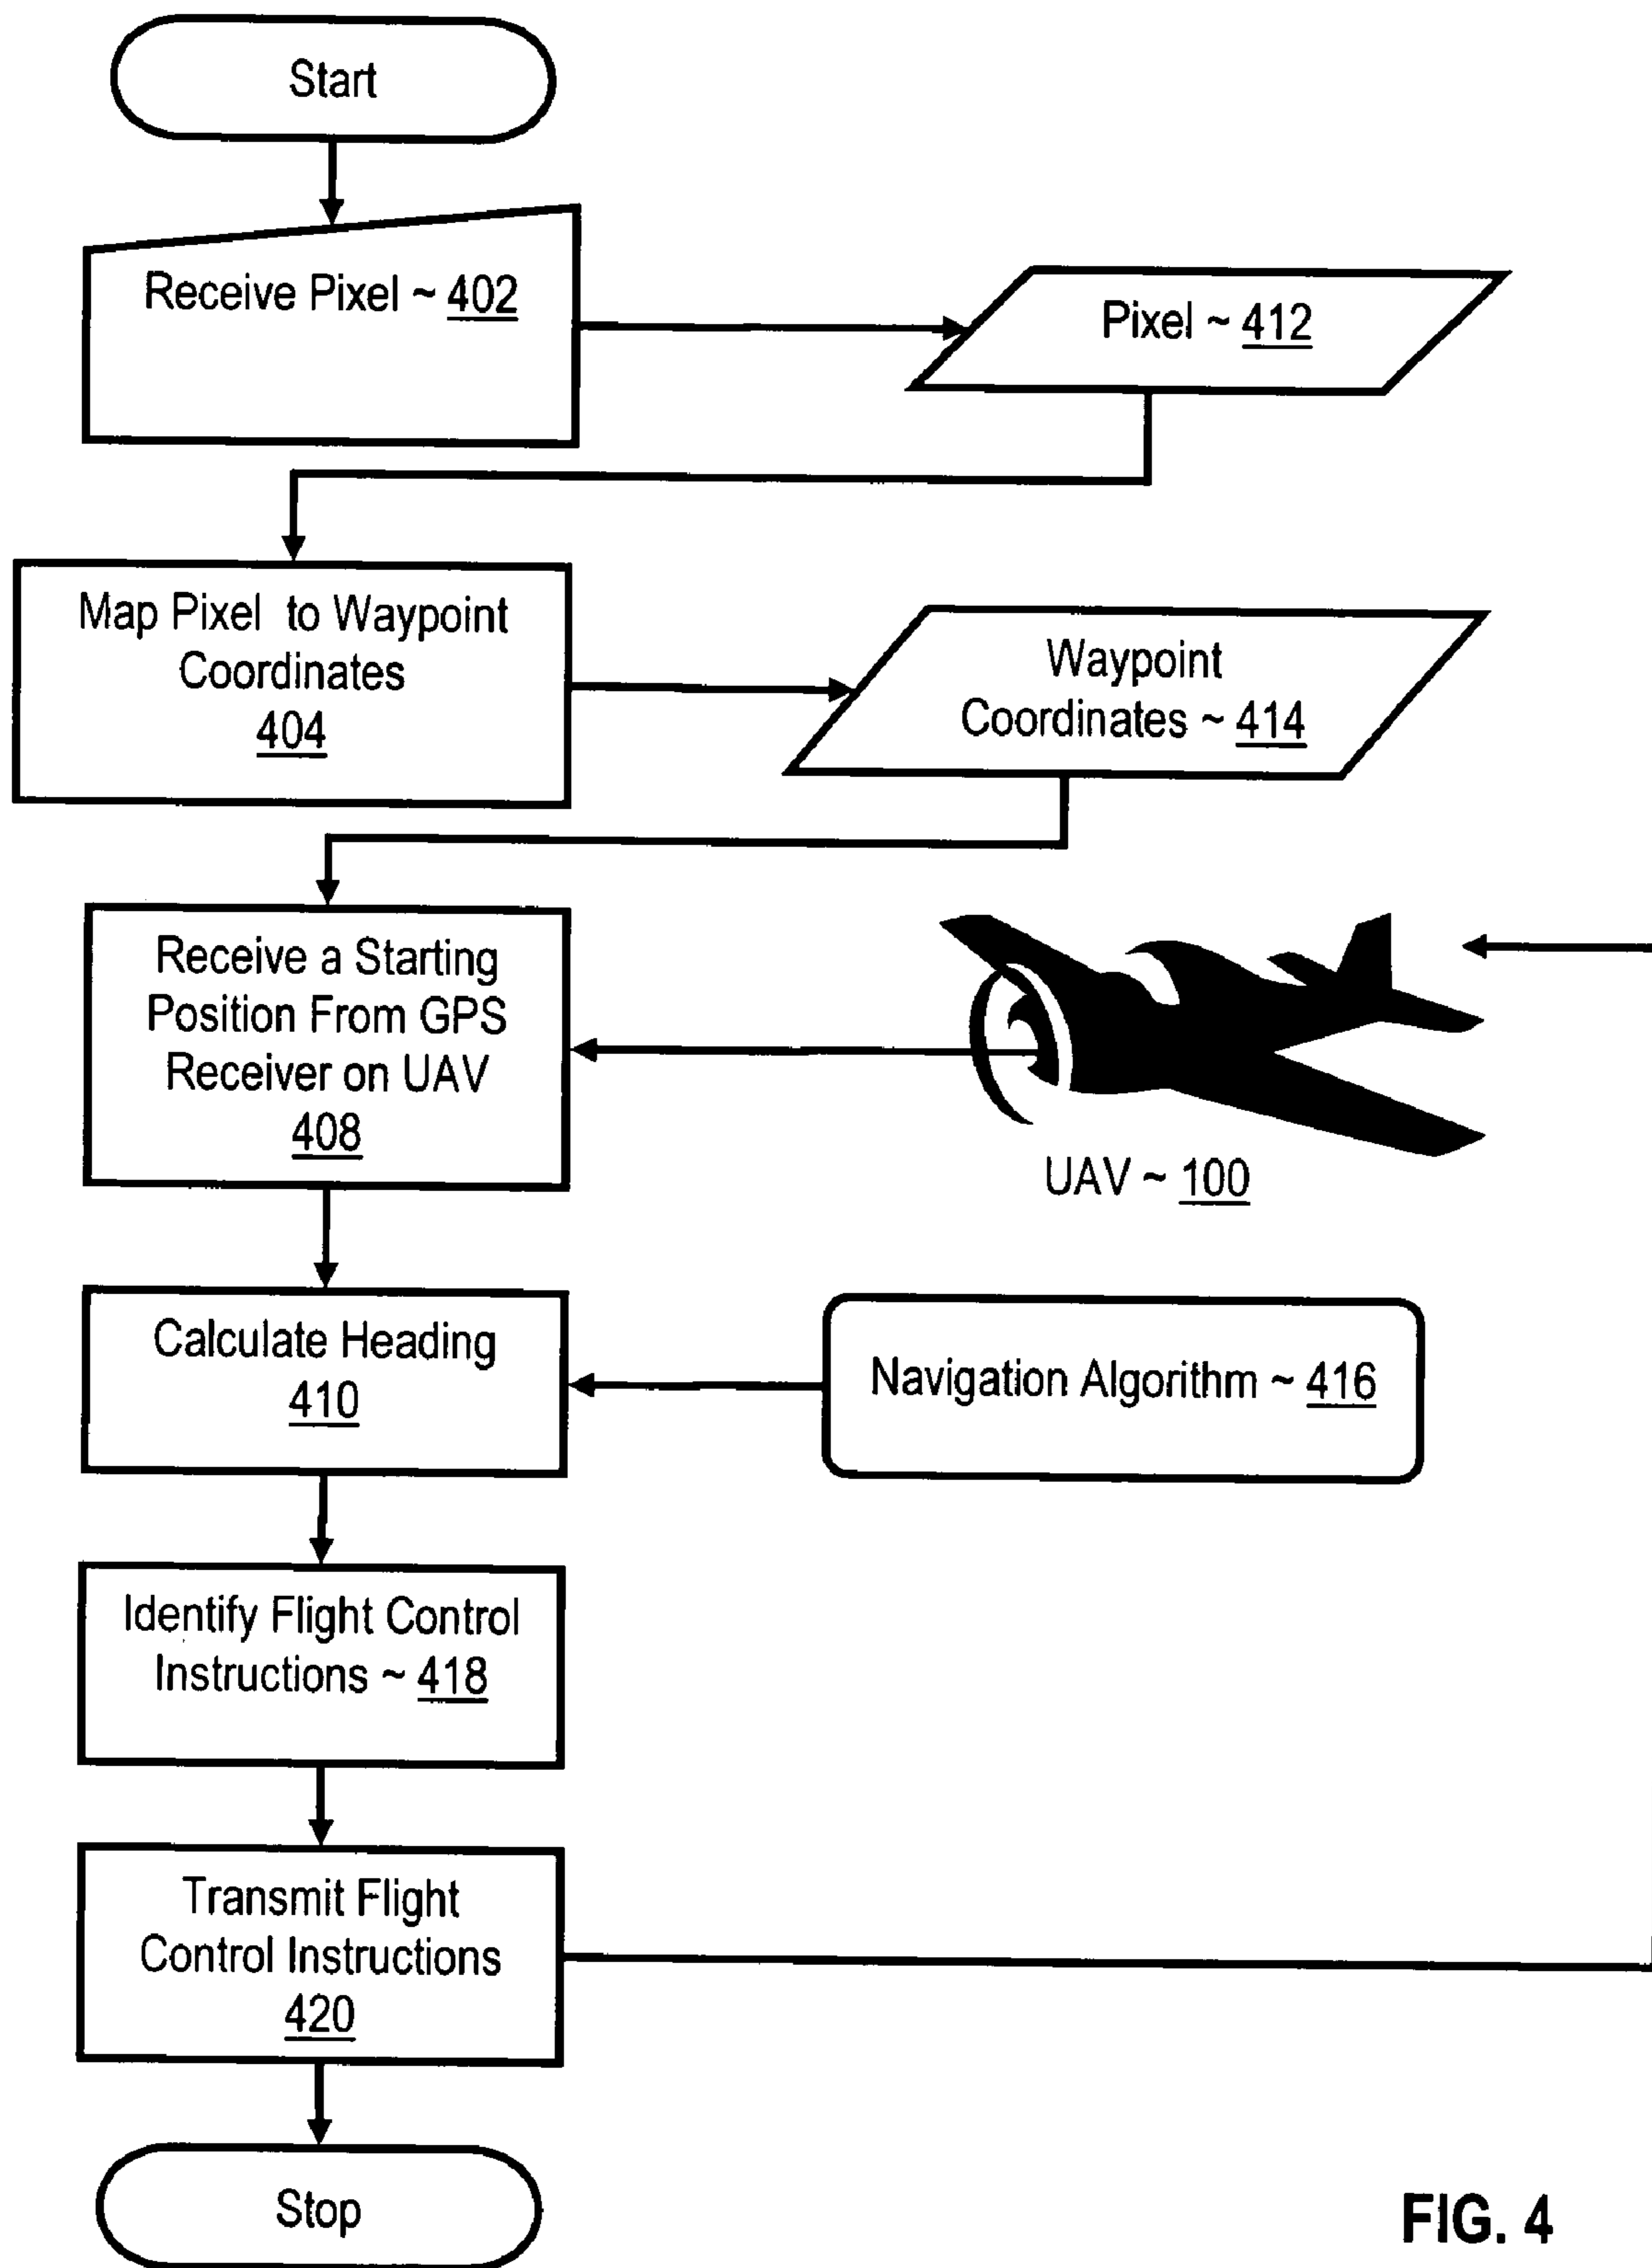 Start
Receive Pixel ~ 402
Pixel ~ 412
Map Pixel to Waypoint
Coordinates
404
Waypoint
Coordinates ~ 414
Receive a Starting
Position From GPS
Receiver on UAV
408
UAV ~ 100
Calculate Heading
410
Navigation Algorithm ~ 416
Identify Flight Control
Instructions ~ 418
Transmit Flight
Control Instructions
420
Stop
FIG. 4